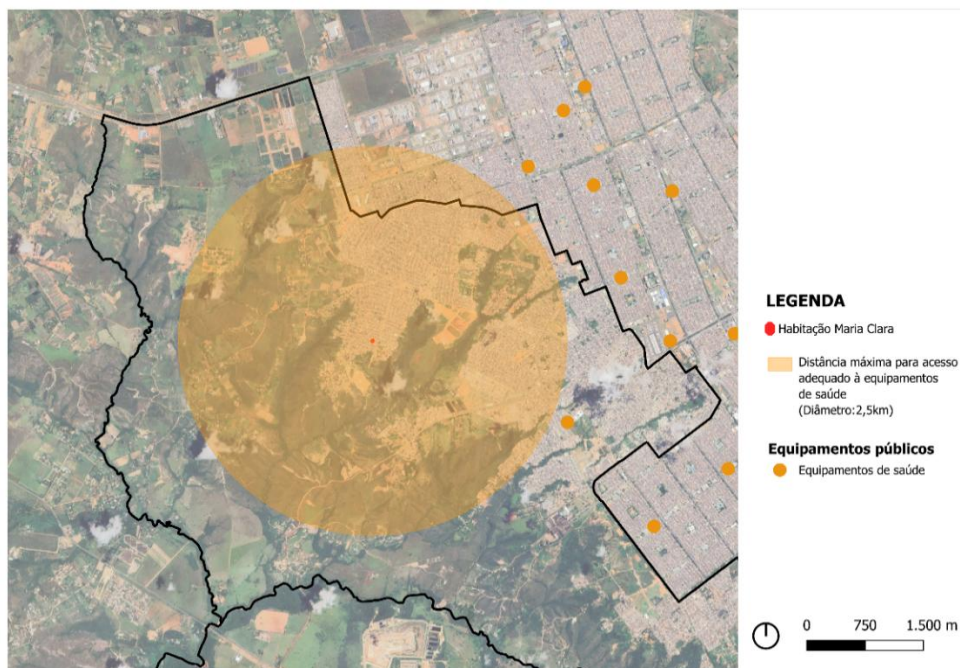 LEGENDA
Habitação Maria Clara
Distância máxima para acesso
adequado à equipamentos
de saúde
(Diâmetro:2,5km)
Equipamentos públicos
Equipamentos de saúde
0 750 1.500 m